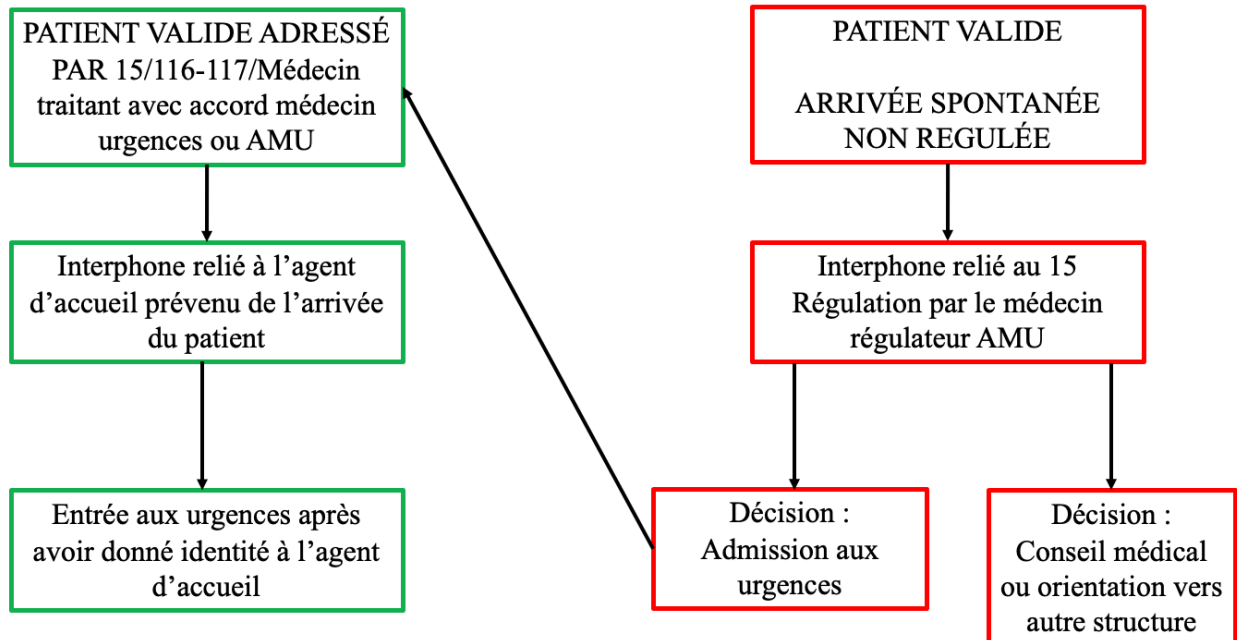 PATIENT VALIDE ADRESSÉ
PAR 15/116-117/Médecin
traitant avec accord médecin
urgences ou AMU
Interphone relié à l’agent
d’accueil prévenu de l’arrivée
du patient
Entrée aux urgences après
avoir donné identité à l’agent
d’accueil
PATIENT VALIDE
ARRIVÉE SPONTANÉE
NON REGULÉE
Interphone relié au 15
Régulation par le médecin
régulateur AMU
Décision :
Admission aux
urgences
Décision :
Conseil médical
ou orientation vers
autre structure